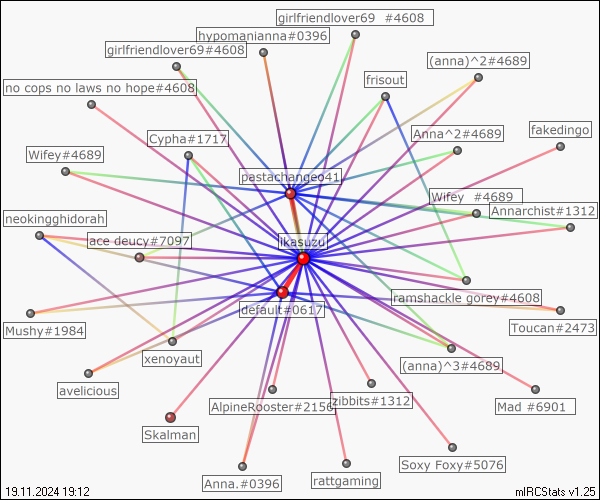 girlfriendlover69 #4608
hypomanianna#0396
girlfriendlover69#4608
(anna)^2#4689
frisout
no cops no laws no hope#4608
Anna^2#4689
fakedingo
Cypha#1717
Wifey#4689
pastachangeo41
Wifey #4689
Annarchist#1312
neokingghidorah
ace deucy#7097
ikasuzu
ramshackle gorey#4608
default#0617
Toucan#2473
Mushy#1984
xenoyaut
(anna)^3#4689
avelicious
AlpineRooster#2156
zibbits#1312
Mad #6901
Skalman
Soxy Foxy#5076
Anna.#0396
rattgaming
19.11.2024 19:12
mIRCStats v1.25